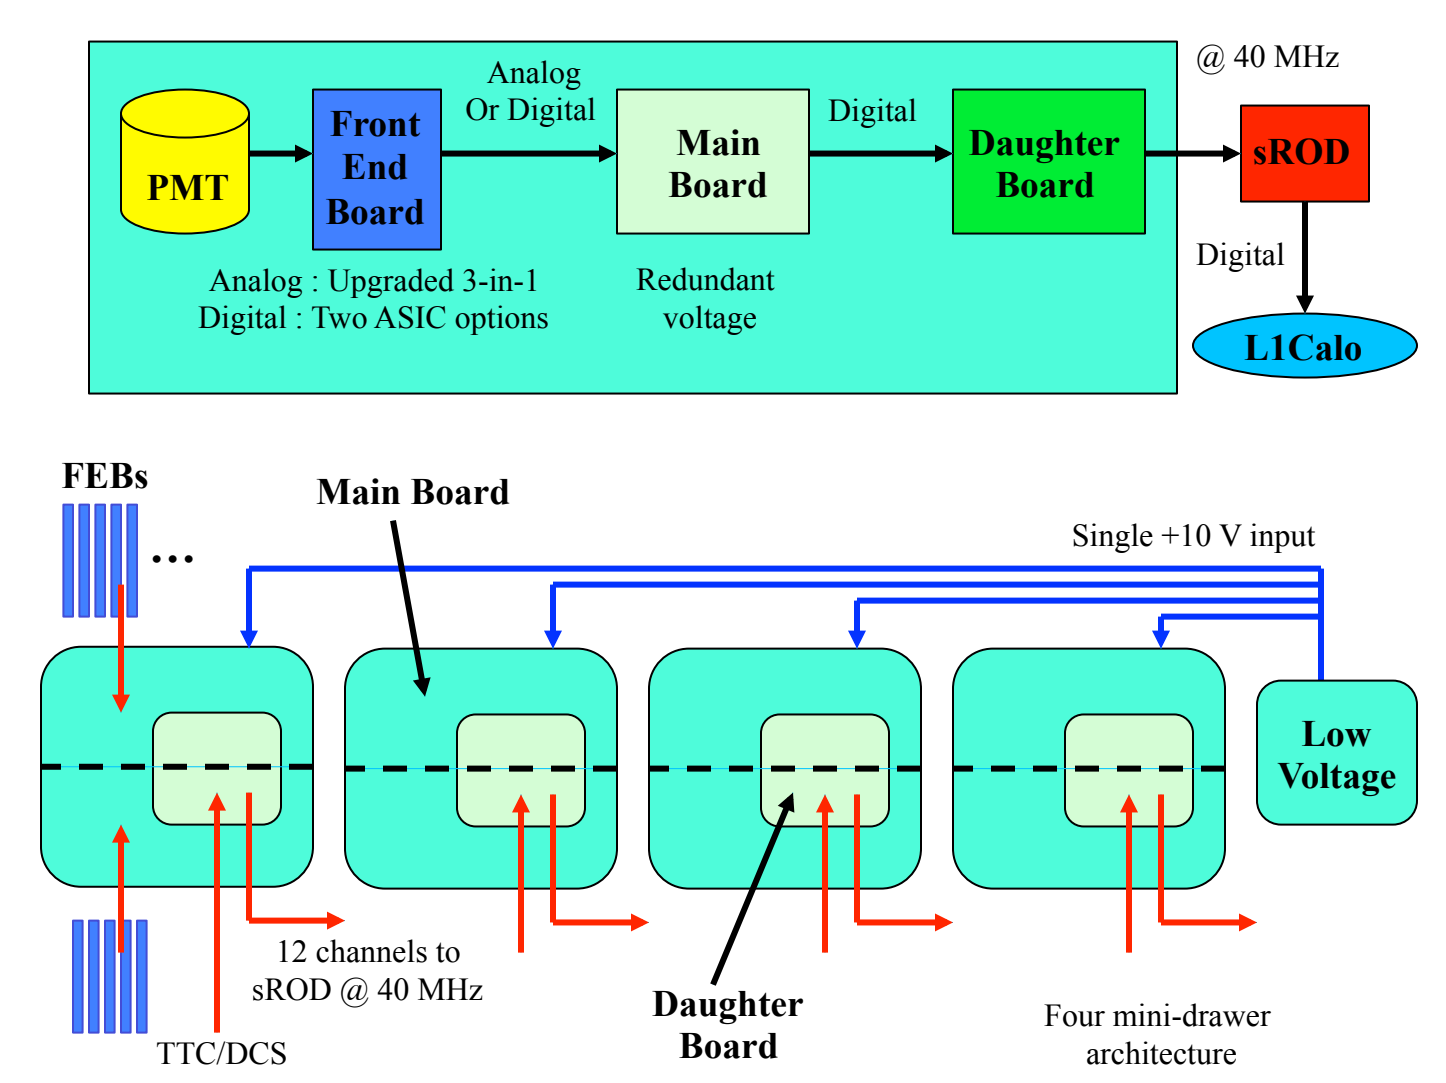 @ 40 MHz
Analog
Or Digital
Digital
PMT
Front
End
Board
Main
Board
Daughter
Board
sROD
Analog : Upgraded 3-in-1
Digital : Two ASIC options
Redundant
voltage
Digital
L1Calo
FEBs
...
Main Board
Single +10 V input
Low
Voltage
12 channels to
sROD @ 40 MHz
TTC/DCS
Daughter
Board
Four mini-drawer
architecture